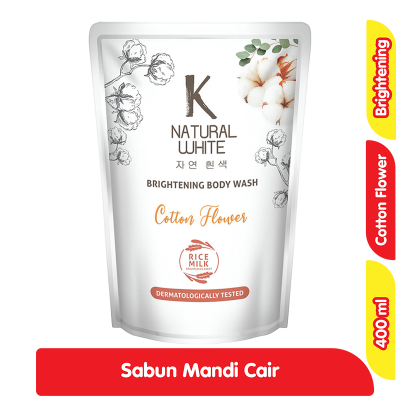 K
NATURAL
WHITE
자연 흰색
BRIGHTENING BODY WASH
Cotton Flower
RICE
MILK
DERMATOLOGICALLY TESTED
Brightening
Cotton Flower
400 ml
Sabun Mandi Cair